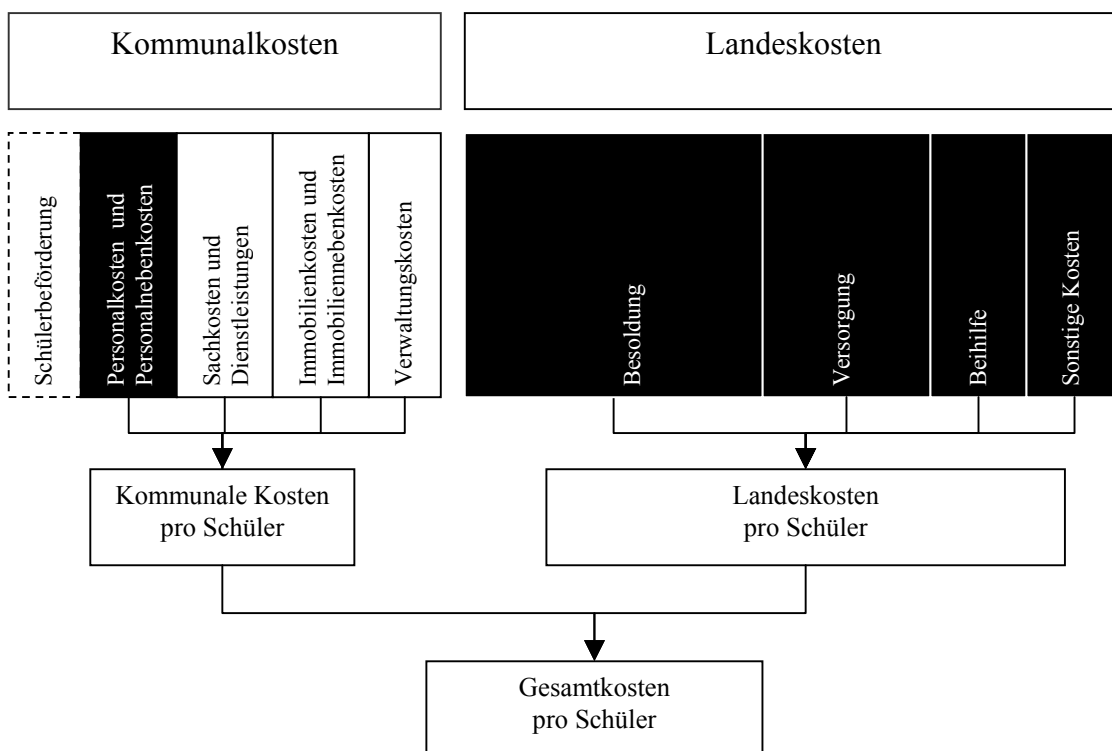 Kommunalkosten
Landeskosten
Schülerbeförderung
Personalkosten und
Personalnebenkosten
Sachkosten und
Dienstleistungen
Immobilienkosten und
Immobiliennebenkosten
Verwaltungskosten
Besoldung
Versorgung
Beihilfe
Sonstige Kosten
Kommunale Kosten
pro Schüler
Landeskosten
pro Schüler
Gesamtkosten
pro Schüler